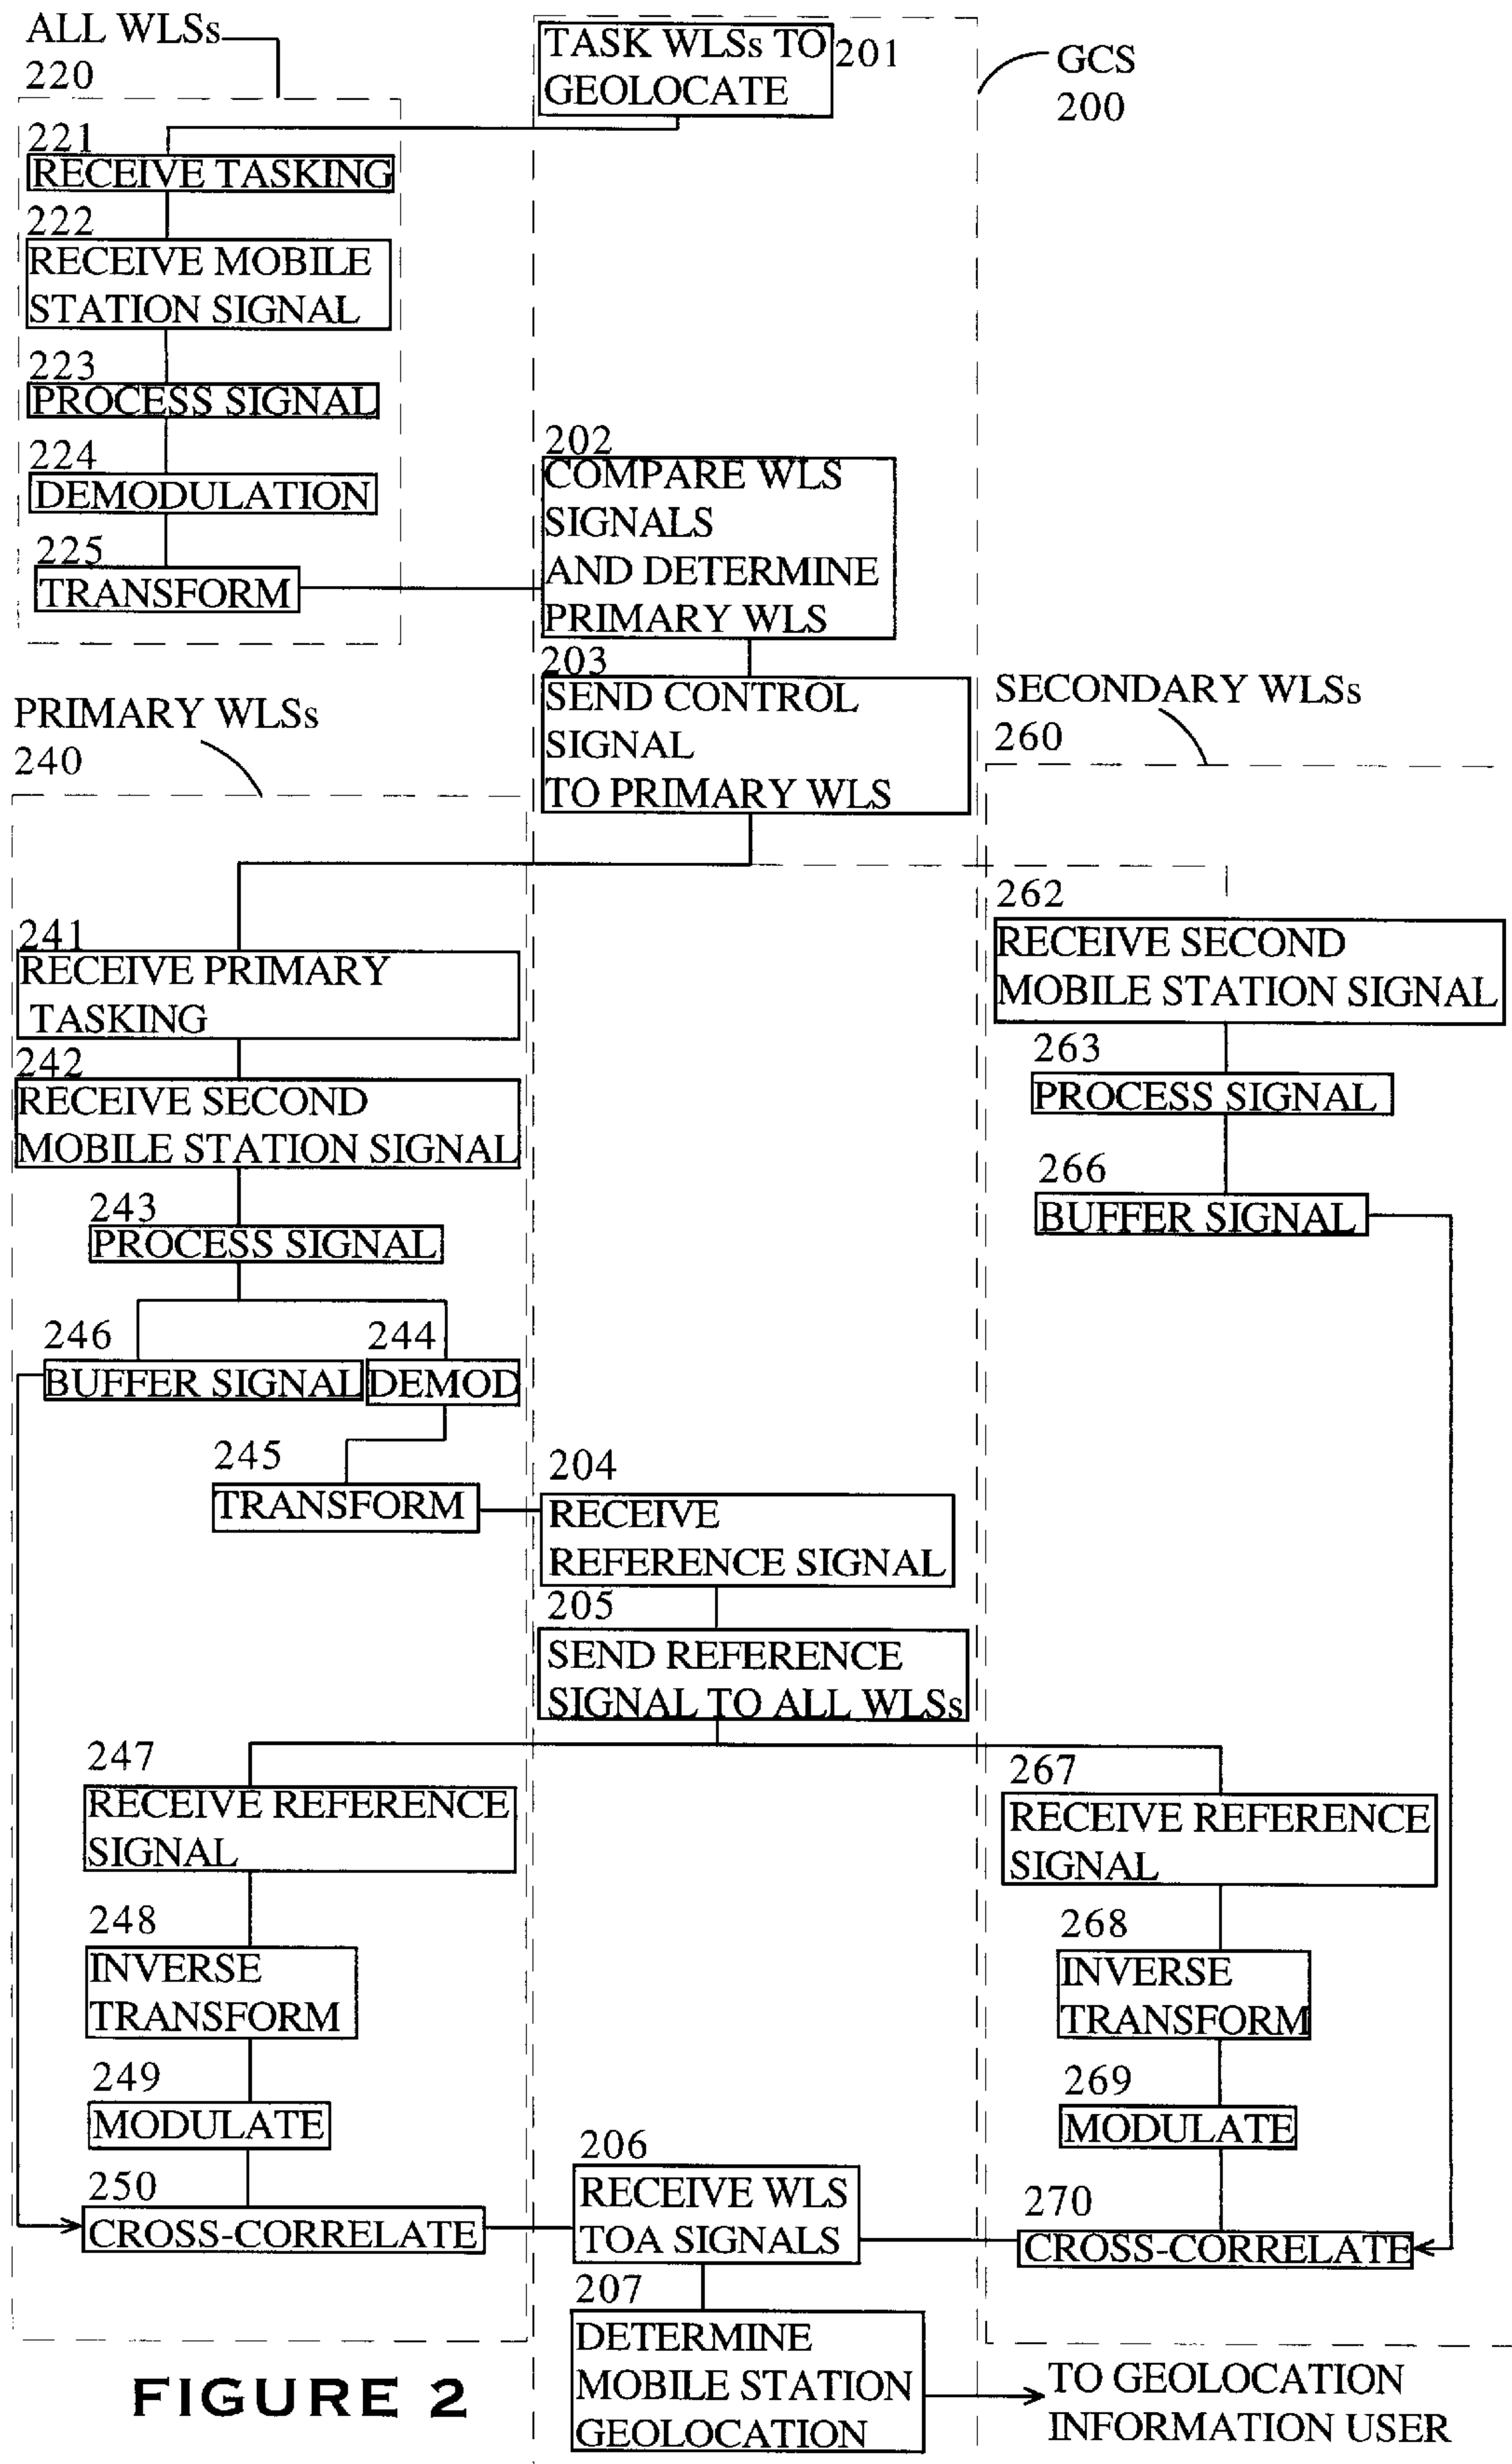 ALL WLSs
220
TASK WLSs TO
GEOLOCATE
201
GCS
200
221
RECEIVE TASKING
222
RECEIVE MOBILE
STATION SIGNAL
223
PROCESS SIGNAL
224
DEMODULATION
225
TRANSFORM
202
COMPARE WLS
SIGNALS
AND DETERMINE
PRIMARY WLS
203
SEND CONTROL
SIGNAL
TO PRIMARY WLS
PRIMARY WLSs
240
SECONDARY WLSs
260
241
RECEIVE PRIMARY
TASKING
242
RECEIVE SECOND
MOBILE STATION SIGNAL
243
PROCESS SIGNAL
246
BUFFER SIGNAL
244
DEMOD
245
TRANSFORM
262
RECEIVE SECOND
MOBILE STATION SIGNAL
263
PROCESS SIGNAL
266
BUFFER SIGNAL
204
RECEIVE
REFERENCE SIGNAL
205
SEND REFERENCE
SIGNAL TO ALL WLSs
247
RECEIVE REFERENCE
SIGNAL
248
INVERSE
TRANSFORM
249
MODULATE
250
CROSS-CORRELATE
267
RECEIVE REFERENCE
SIGNAL
268
INVERSE
TRANSFORM
269
MODULATE
270
CROSS-CORRELATE
206
RECEIVE WLS
TOA SIGNALS
207
DETERMINE
MOBILE STATION
GEOLOCATION
TO GEOLOCATION
INFORMATION USER
FIGURE 2